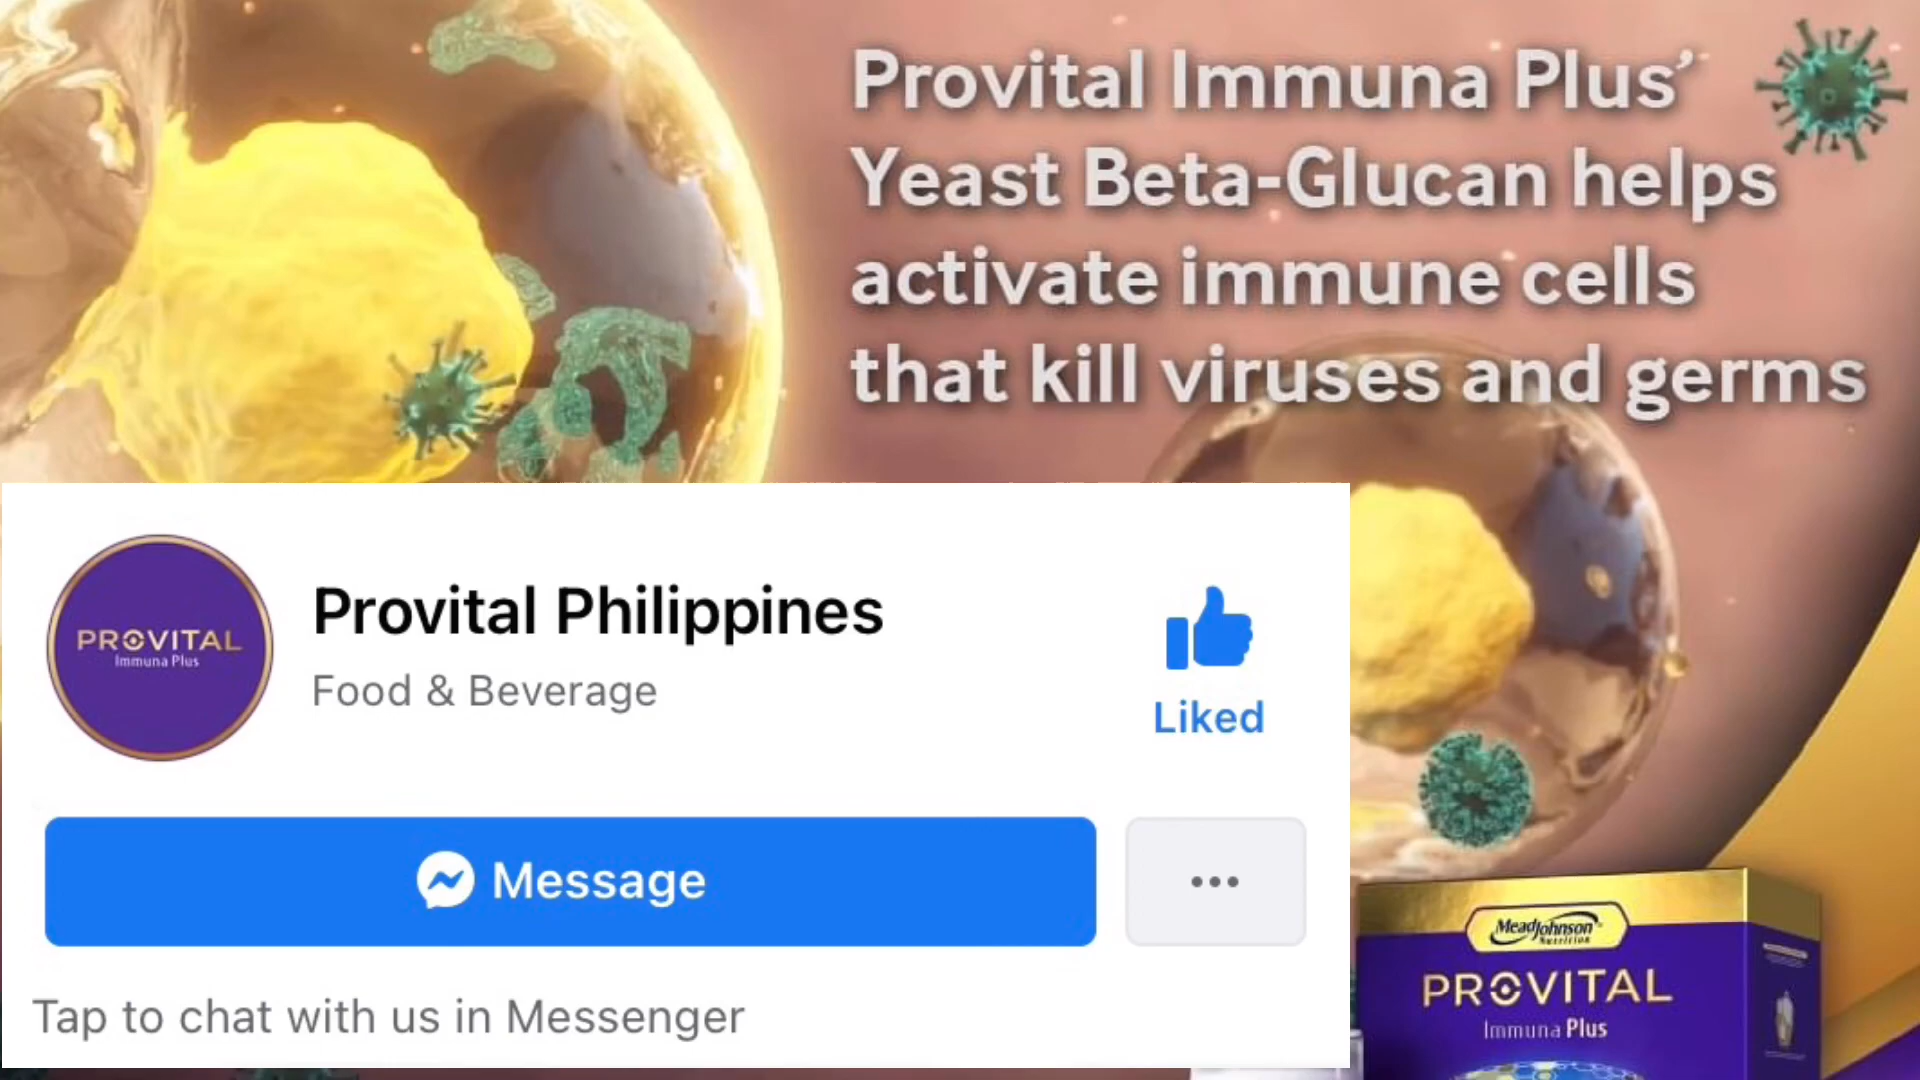 Provital Immuna Plus’
Yeast Beta-Glucan helps
activate immune cells
that kill viruses and germs
PROVITAL
Immuna Plus
Provital Philippines
Food & Beverage
Liked
Message
Tap to chat with us in Messenger
MeadJohnson
Nutrition
PROVITAL
Immuna Plus